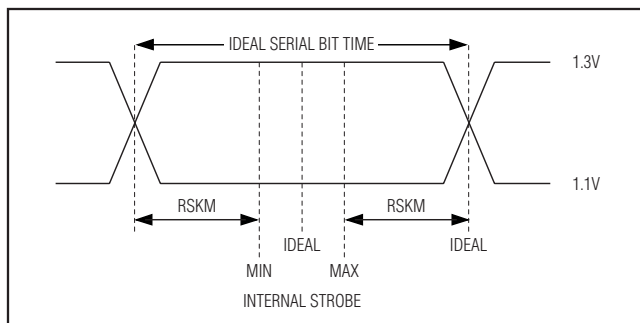 IDEAL SERIAL BIT TIME
1.3V
1.1V
RSKM
RSKM
IDEAL
IDEAL
MIN
MAX
INTERNAL STROBE